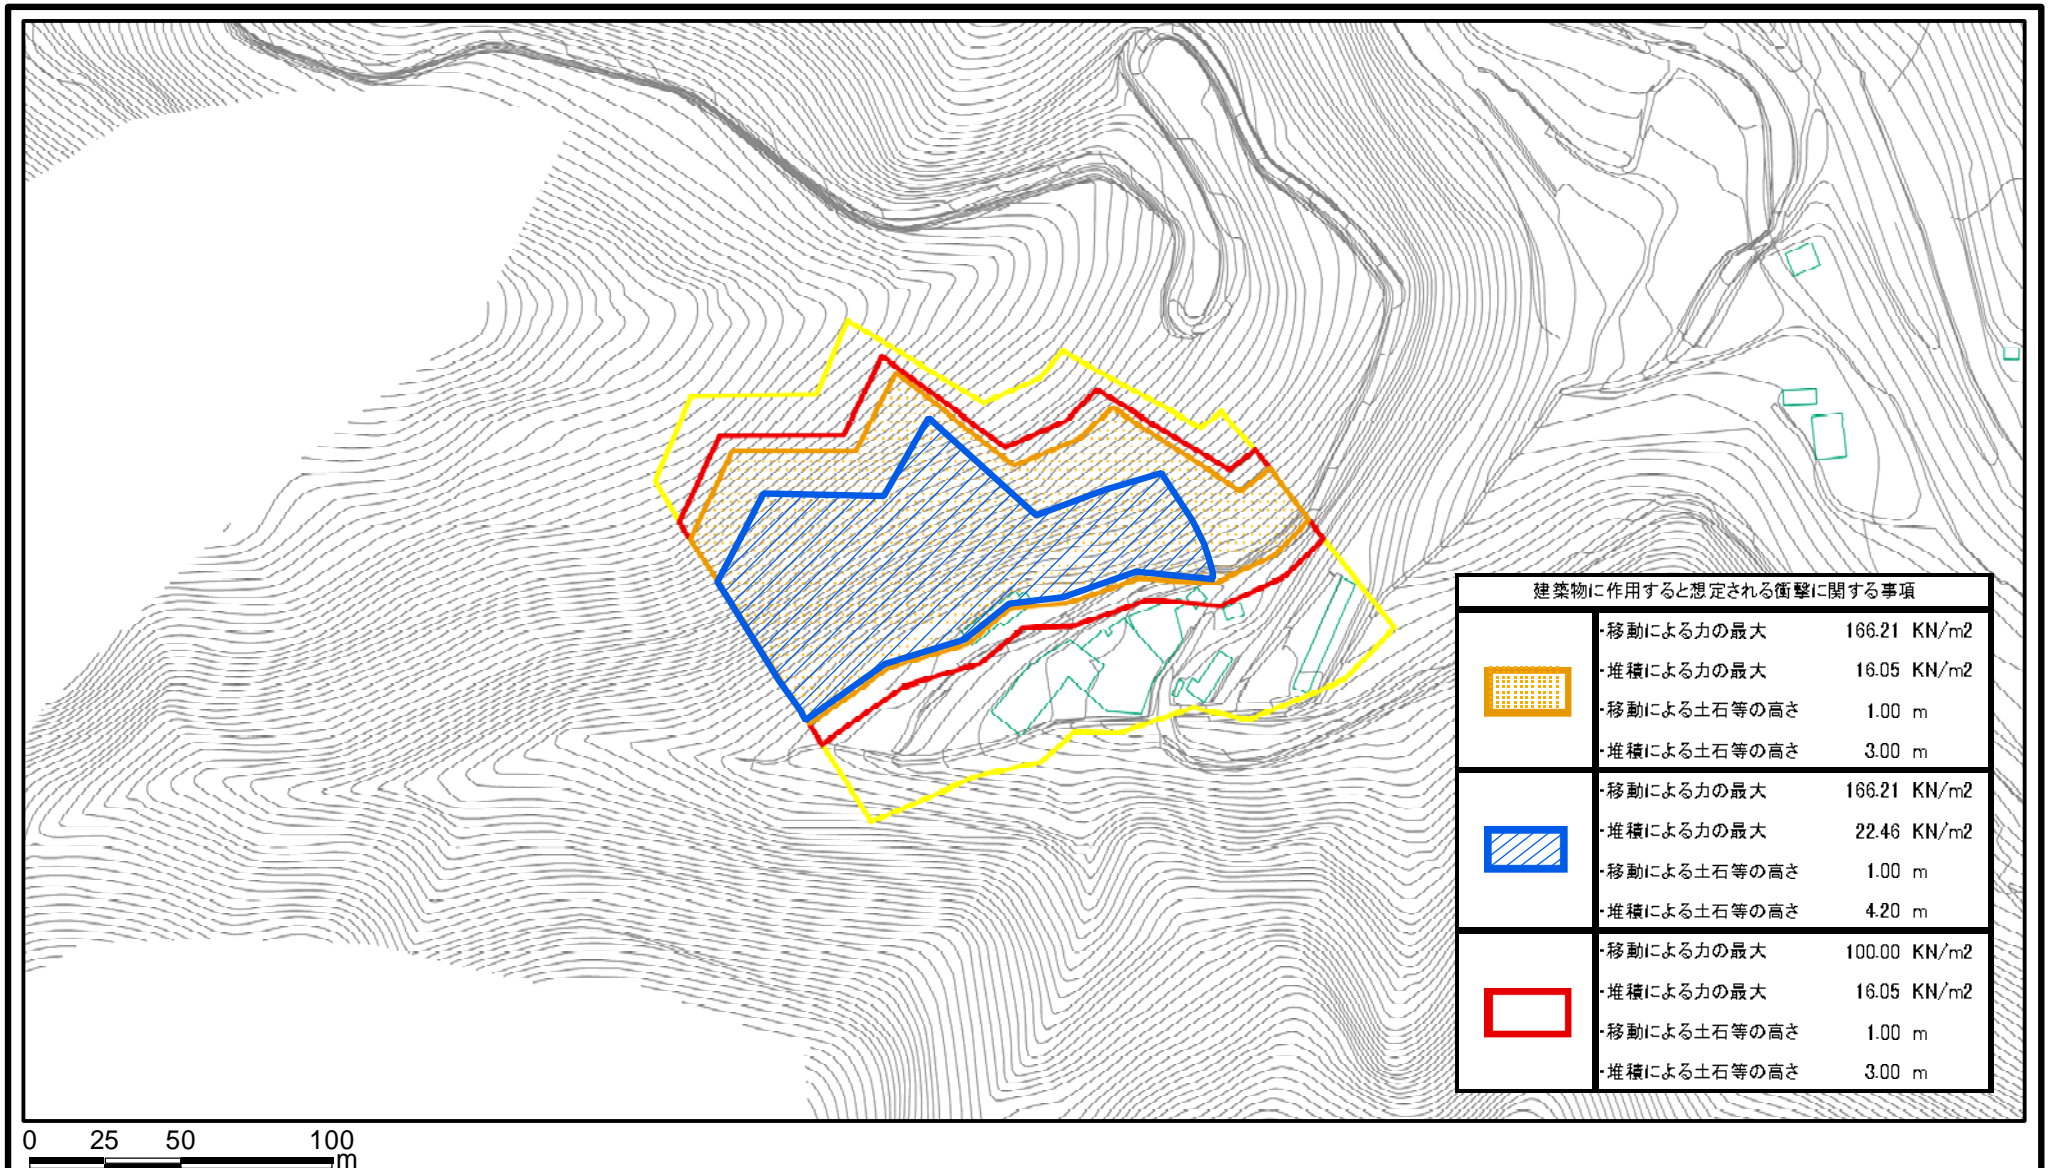 建築物に作用すると想定される衝撃に関する事項
・移動による力の最大 166.21 KN/m2
・堆積による力の最大 16.05 KN/m2
・移動による土石等の高さ 1.00 m
・堆積による土石等の高さ 3.00 m
・移動による力の最大 166.21 KN/m2
・堆積による力の最大 22.46 KN/m2
・移動による土石等の高さ 1.00 m
・堆積による土石等の高さ 4.20 m
・移動による力の最大 100.00 KN/m2
・堆積による力の最大 16.05 KN/m2
・移動による土石等の高さ 1.00 m
・堆積による土石等の高さ 3.00 m
0 25 50 100
m